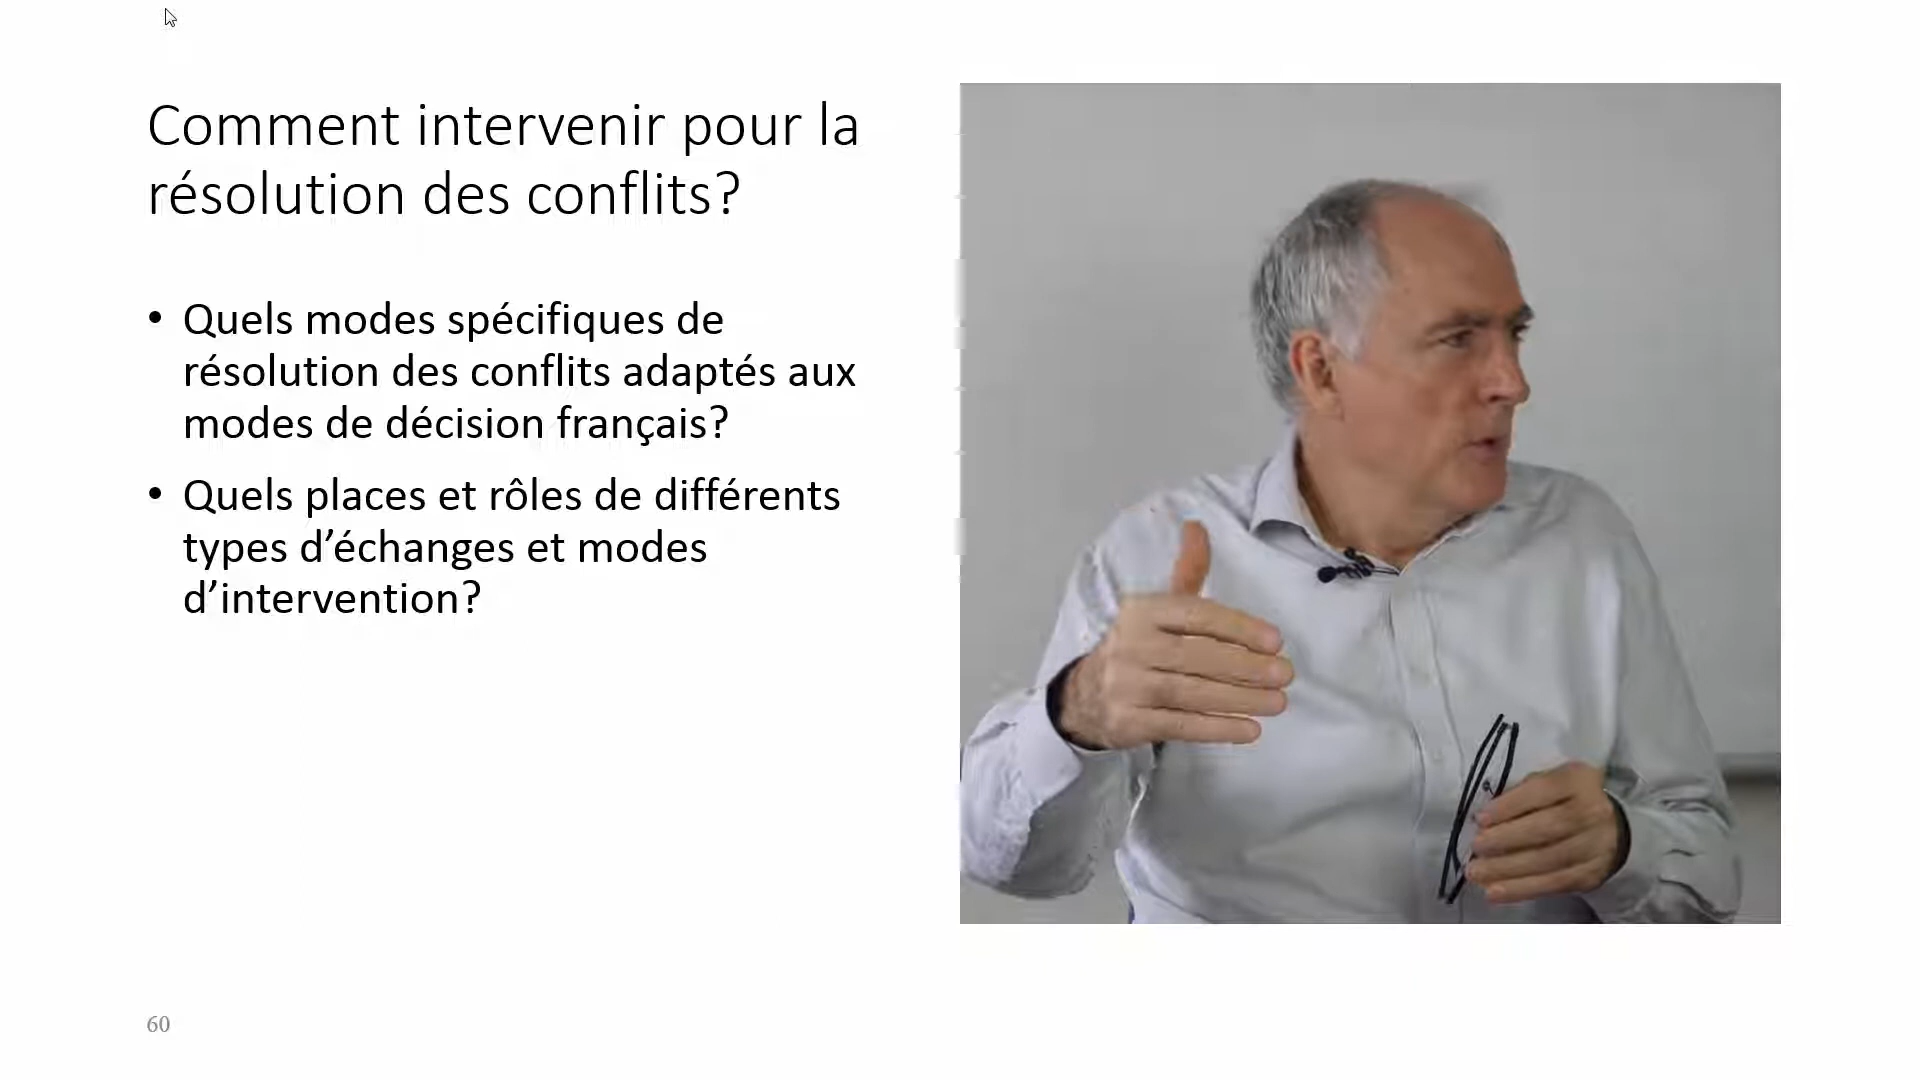 Comment intervenir pour la
résolution des conflits?
• Quels modes spécifiques de
résolution des conflits adaptés aux
modes de décision français?
• Quels places et rôles de différents
types d’échanges et modes
d’intervention?
60